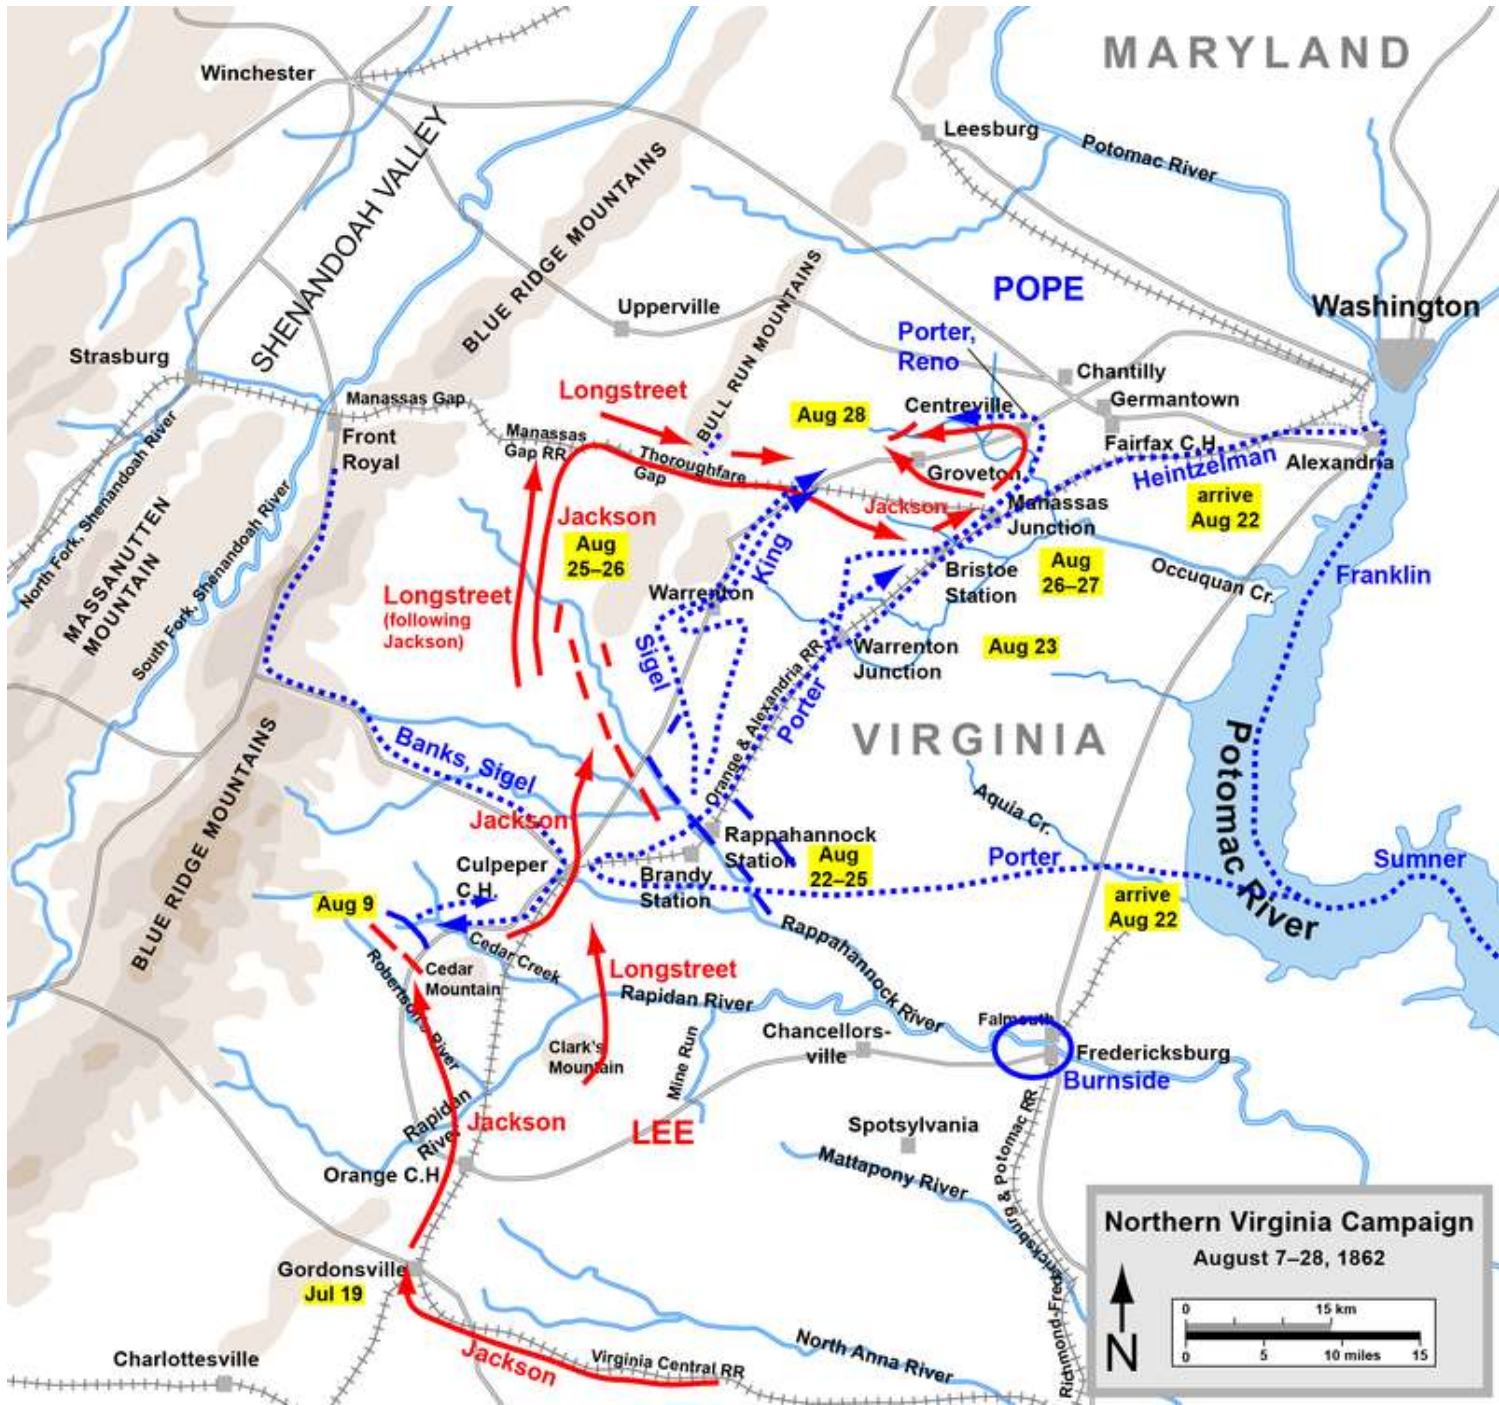 MARYLAND
Winchester
Leesburg
Potomac River
SHENANDOAH VALLEY
BLUE RIDGE MOUNTAINS
POPE
Washington
Upperville
BULL RUN MOUNTAINS
Porter,
Reno
Strasburg
Chantilly
Manassas Gap
Longstreet
Aug 28
Centreville
Germantown
Front
Royal
Manassas
Gap RR
Thoroughfare
Gap
Groveton
Fairfax C.H.
Heintzelman
Alexandria
arrive
Aug 22
North Fork, Shenandoah River
MASSANUTTEN
MOUNTAIN
South Fork, Shenandoah River
Jackson
Aug
25–26
Jackson
Manassas
Junction
King
Bristoe
Station
Aug
26–27
Occuquan Cr.
Franklin
Longstreet
(following
Jackson)
Warrenton
Sigel
Warrenton
Junction
Aug 23
Orange & Alexandria RR
Porter
VIRGINIA
Potomac
River
BLUE RIDGE MOUNTAINS
Banks, Sigel
Jackson
Aquia Cr.
Rappahannock
Station
Aug
22–25
Culpeper
C.H.
Brandy
Station
Porter
Sumner
arrive
Aug 22
Aug 9
Cedar Creek
Cedar
Mountain
Robertson's River
Longstreet
Rapidan River
Rappahannock River
Clark's
Mountain
Mine Run
Chancellors-
ville
Falmouth
Fredericksburg
Burnside
Rapidan
River
Jackson
LEE
Spotsylvania
Orange C.H
Mattapony River
Richmond-Fredericksburg & Potomac RR
Gordonsville
Jul 19
Charlottesville
Jackson
Virginia Central RR
North Anna River
Northern Virginia Campaign
August 7–28, 1862
N
0 15 km
0 5 10 miles 15